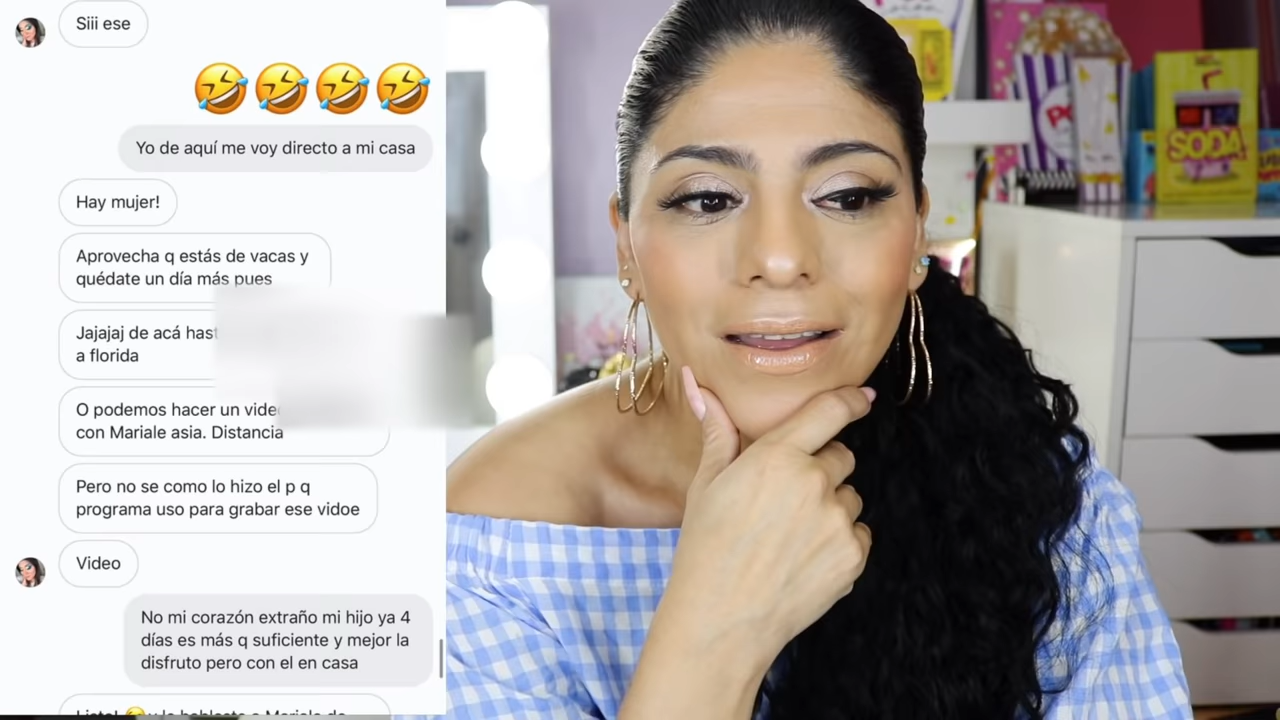 Siii ese
Yo de aquí me voy directo a mi casa
Hay mujer!
Aprovecha q estás de vacas y
quédate un día más pues
Jajajaj de acá
a florida
O podemos hacer un
con Mariale asia. Distancia
Pero no se como lo hizo el p q
programa uso para grabar ese vidoe
Video
No mi corazón extraño mi hijo ya 4
días es más q suficiente y mejor la
disfruto pero con el en casa
SODA